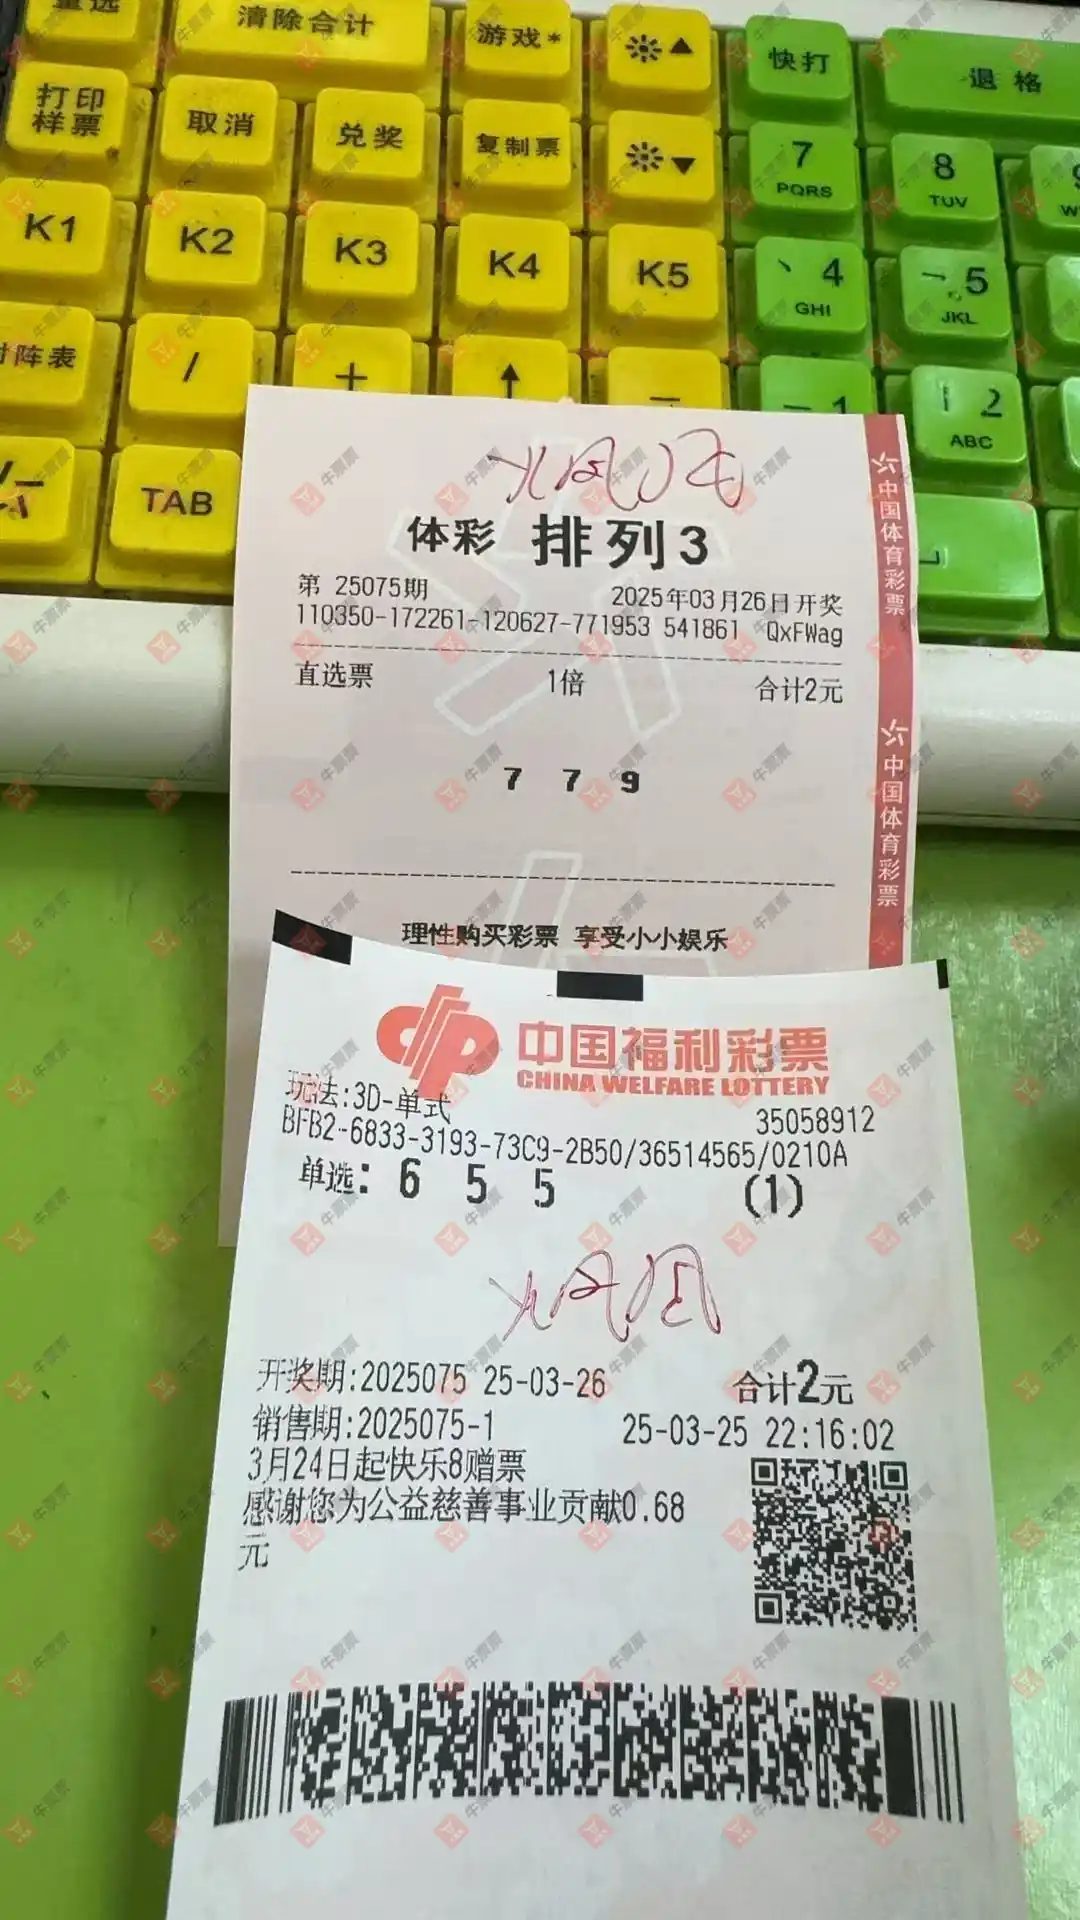 重选 清除合计 游戏* ▲ 快打 退格
打印样票 取消 兑奖 复制票 ▼ 7 PQRS 8 TUV 9
K1 K2 K3 K4 K5 、 4 GHI ㇇ 5 JKL
对阵表 / + ↑ — 一 1 丨 2 ABC
TAB
体彩 排列3
第 25075期 2025年03月26日开奖
110350-172261-120627-771953 541861 QxFWag
直选票 1倍 合计2元
7 7 9
理性购买彩票 享受小小娱乐
中国体育彩票
中国体育彩票
中国福利彩票
CHINA WELFARE LOTTERY
玩法:3D-单式 35058912
BFB2-6833-3193-73C9-2B50/36514565/0210A
单选: 6 5 5 (1)
开奖期:2025075 25-03-26 合计2元
销售期:2025075-1 25-03-25 22:16:02
3月24日起快乐8赠票
感谢您为公益慈善事业贡献0.68
元
牛票票